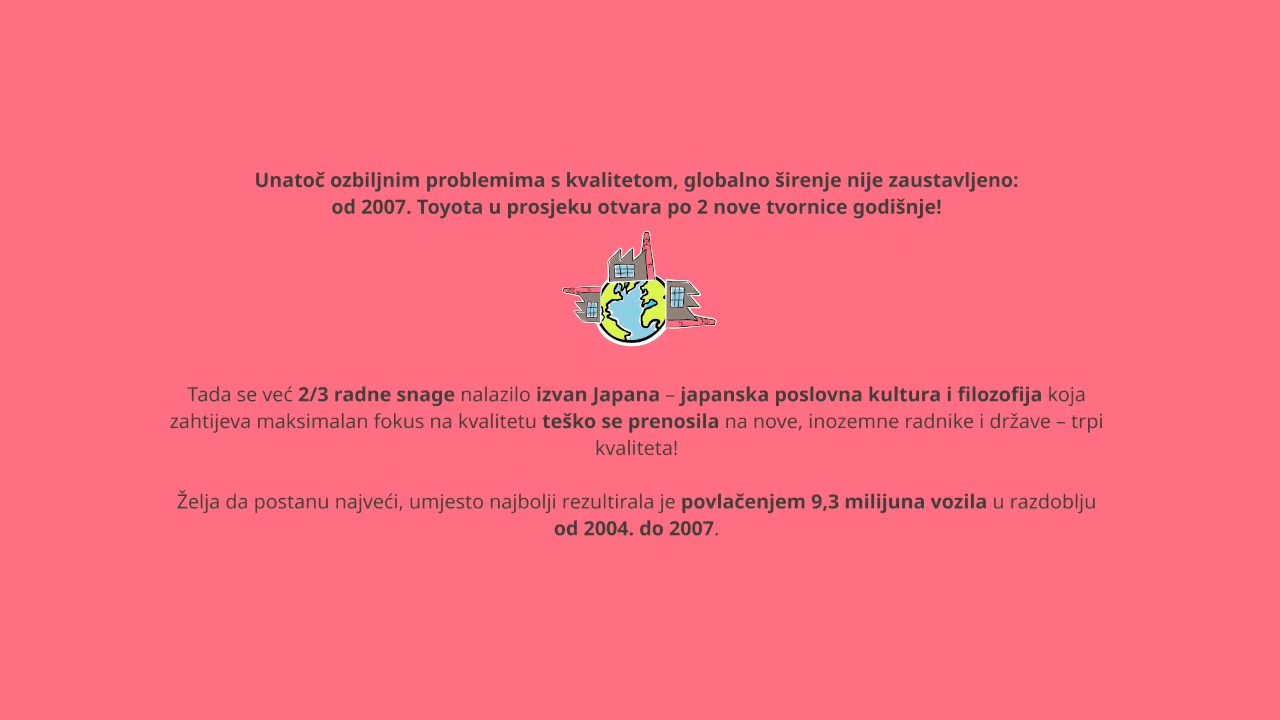 Unatoč ozbiljnim problemima s kvalitetom, globalno širenje nije zaustavljeno:
od 2007. Toyota u prosjeku otvara po 2 nove tvornice godišnje!
Tada se već 2/3 radne snage nalazilo izvan Japana – japanska poslovna kultura i filozofija koja
zahtijeva maksimalan fokus na kvalitetu teško se prenosila na nove, inozemne radnike i države – trpi
kvaliteta!
Želja da postanu najveći, umjesto najbolji rezultirala je povlačenjem 9,3 milijuna vozila u razdoblju
od 2004. do 2007.